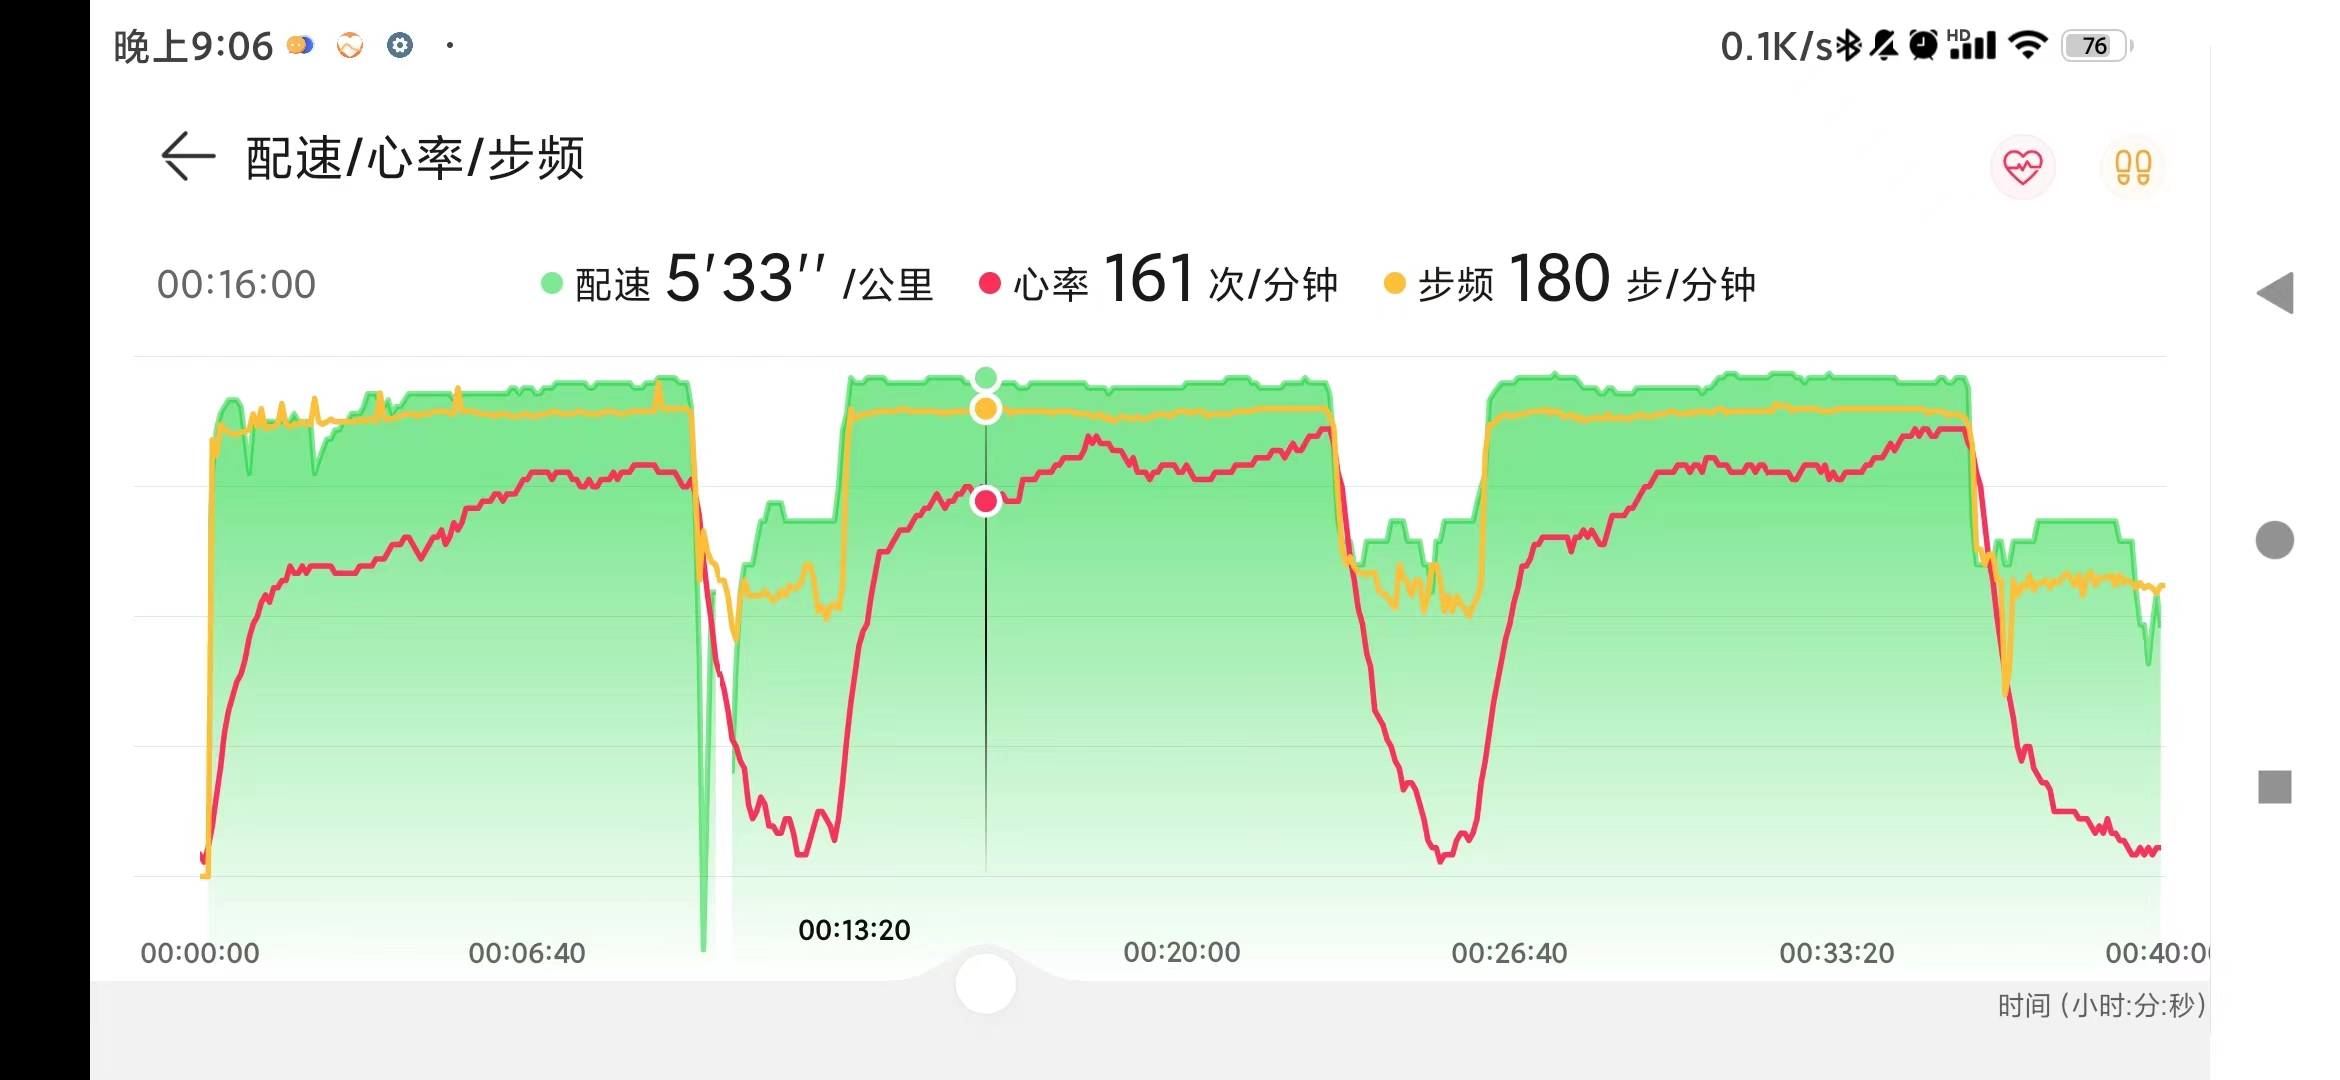 晚上9:06
0.1K/s HD 76
配速/心率/步频
00:16:00 配速 5'33'' /公里 心率 161 次/分钟 步频 180 步/分钟
00:00:00 00:06:40 00:13:20 00:20:00 00:26:40 00:33:20 00:40:00
时间 (小时:分:秒)